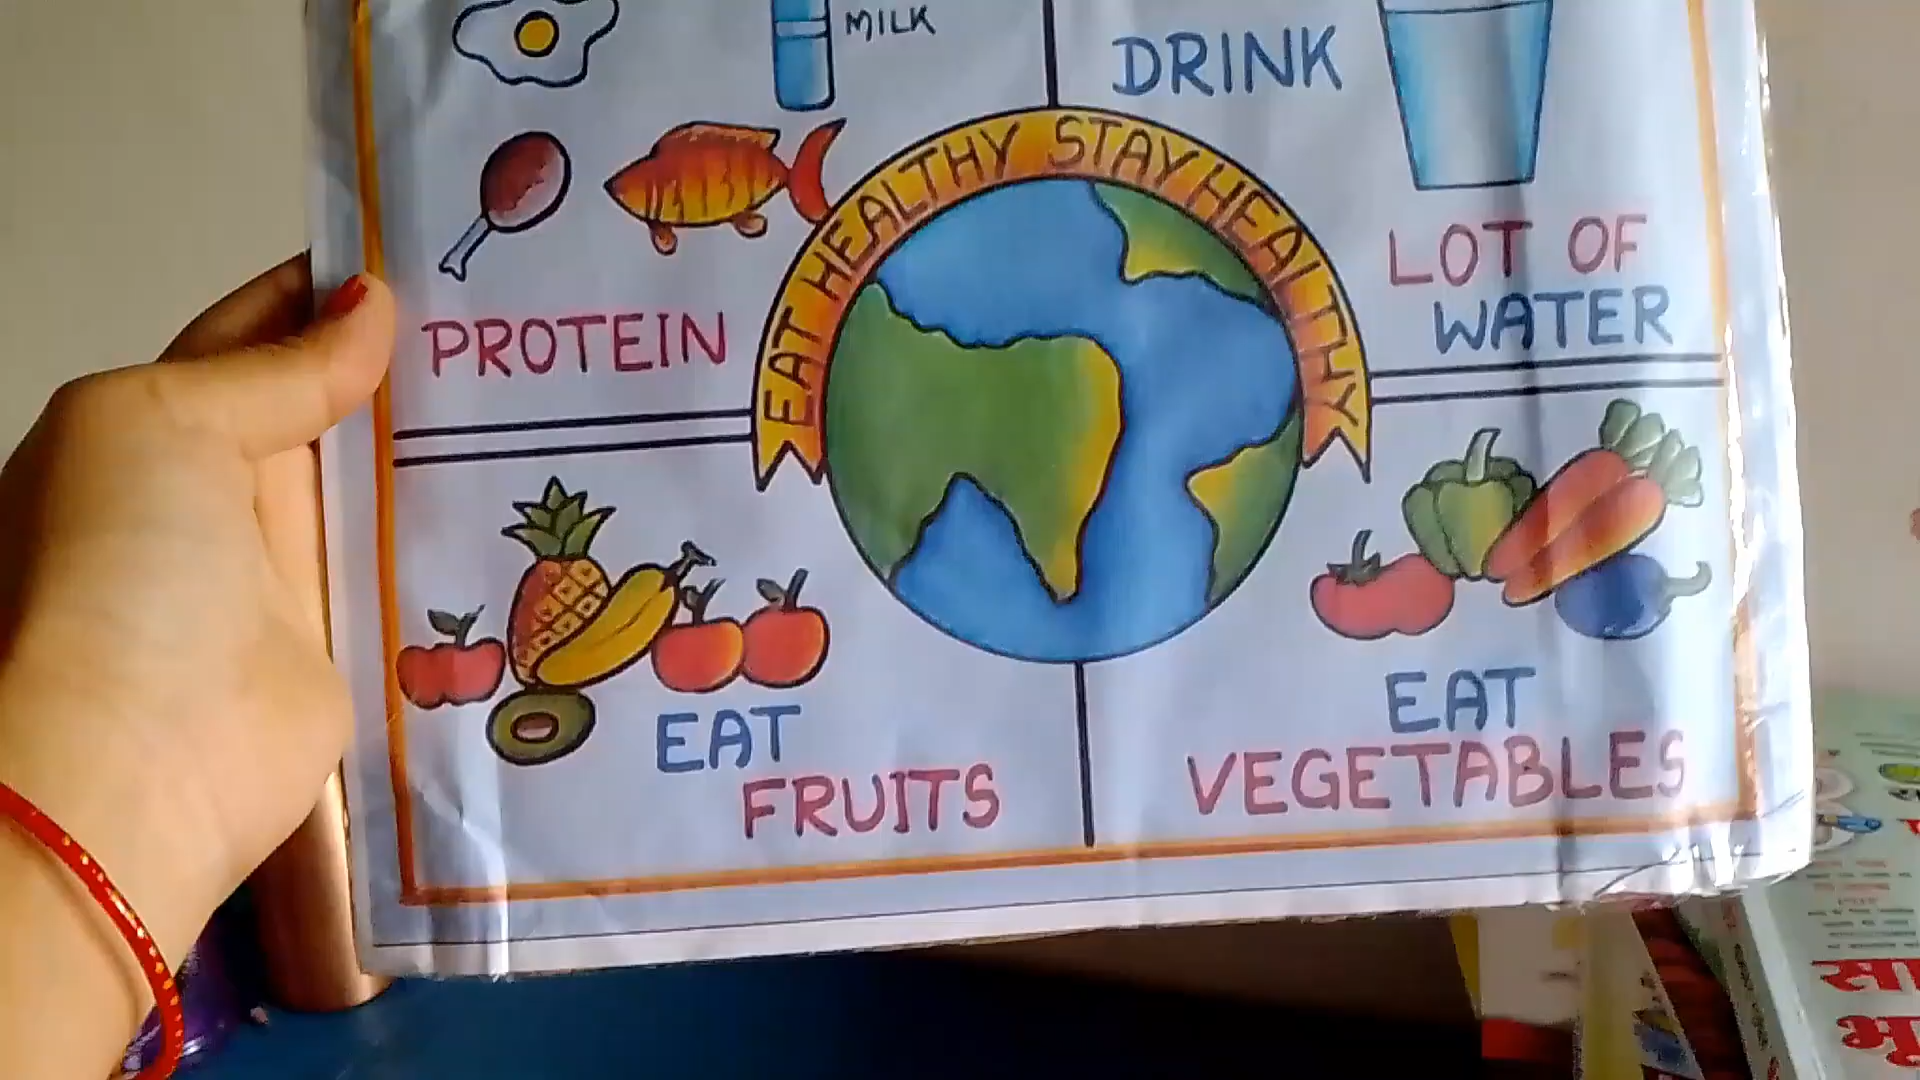 MILK
PROTEIN
DRINK
LOT OF
WATER
EAT HEALTHY STAY HEALTHY
EAT
FRUITS
EAT
VEGETABLES